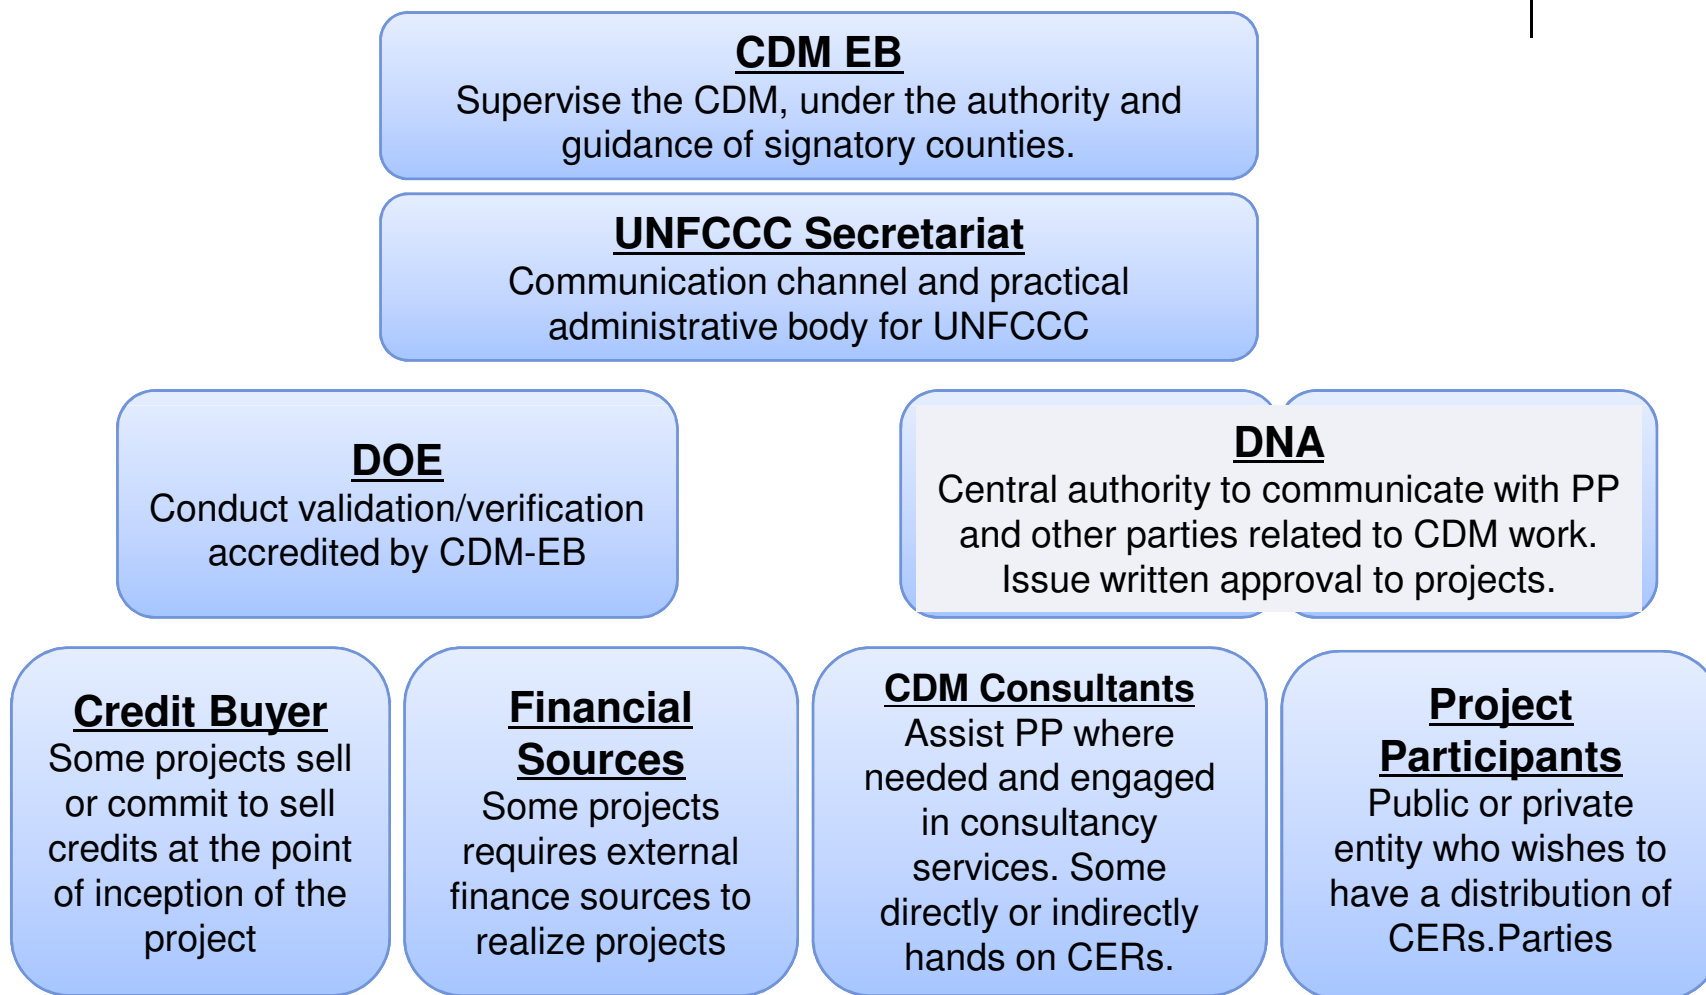 CDM EB
Supervise the CDM, under the authority and
guidance of signatory counties.
UNFCCC Secretariat
Communication channel and practical
administrative body for UNFCCC
DOE
Conduct validation/verification
accredited by CDM-EB
DNA
Central authority to communicate with PP
and other parties related to CDM work.
Issue written approval to projects.
Credit Buyer
Some projects sell
or commit to sell
credits at the point
of inception of the
project
Financial
Sources
Some projects
requires external
finance sources to
realize projects
CDM Consultants
Assist PP where
needed and engaged
in consultancy
services. Some
directly or indirectly
hands on CERs.
Project
Participants
Public or private
entity who wishes to
have a distribution of
CERs.Parties